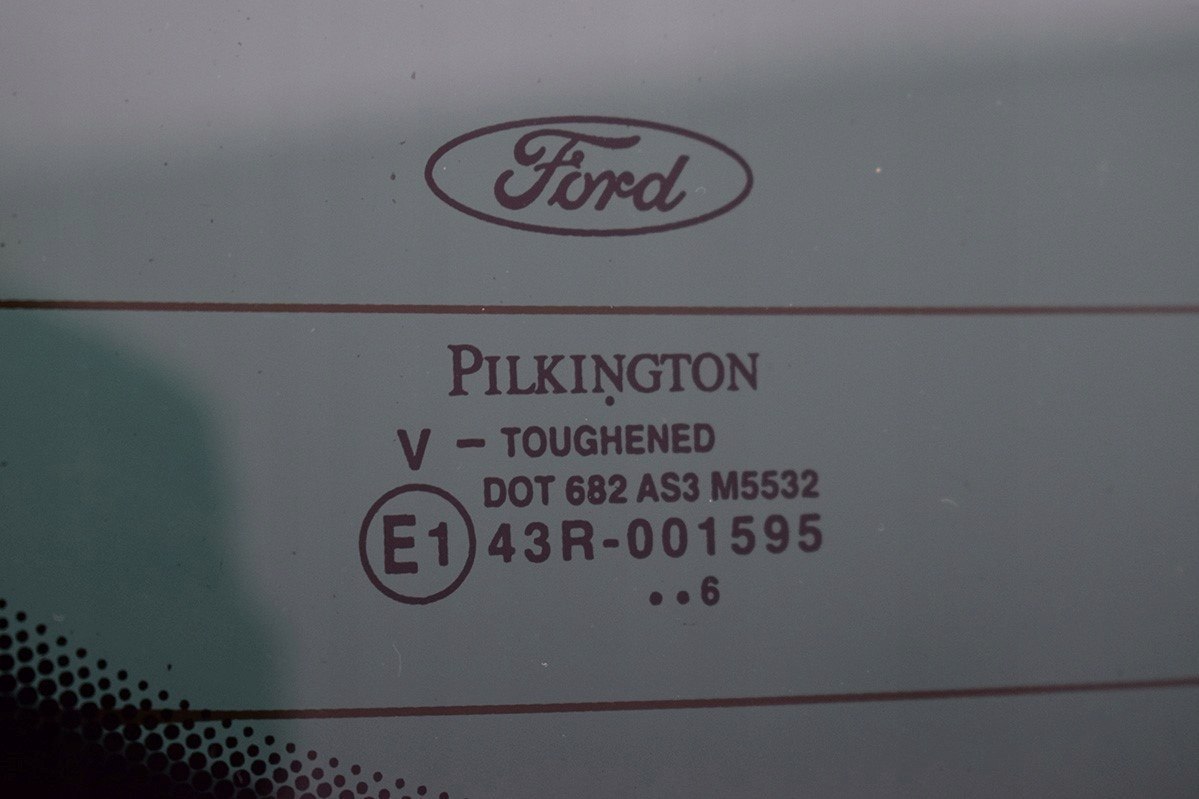 Ford
PILKINGTON
V - TOUGHENED
DOT 682 AS3 M5532
E1 43R-001595
..6